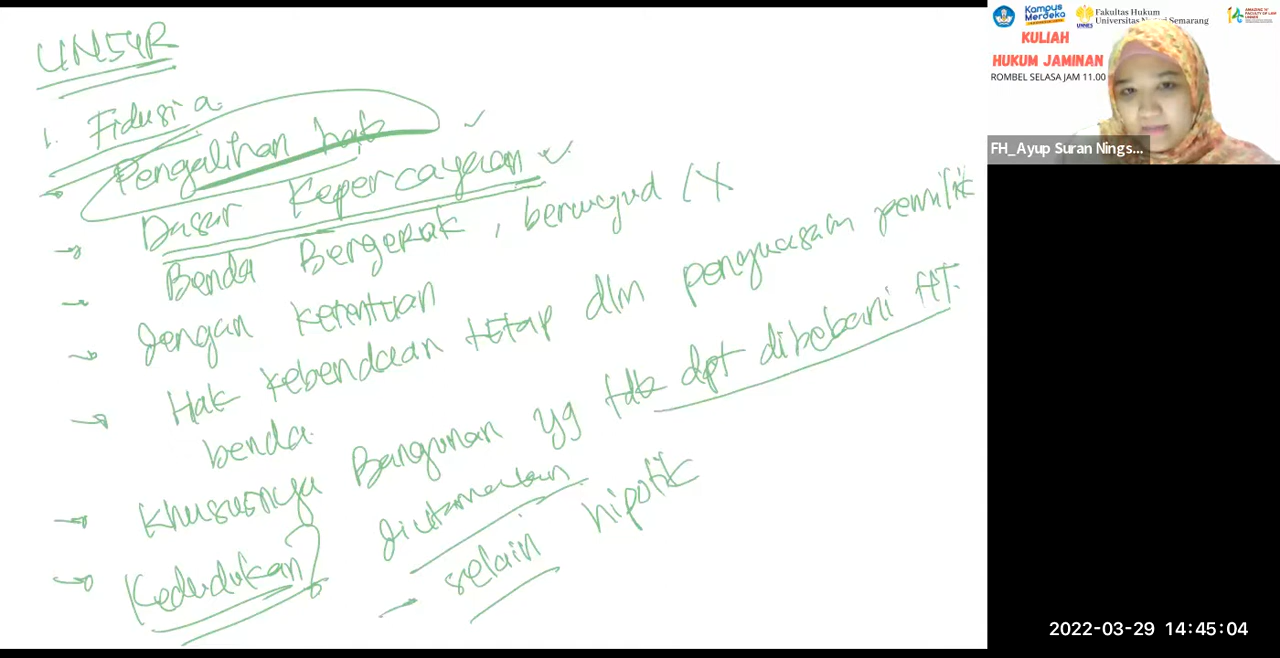 UNSUR
1. Fidusia
→ Pengalihan hak ✓
→ Dasar Kepercayaan ✓
→ Benda Bergerak, berwujud / X
→ dengan ketentuan
→ Hak kebendaan tetap dlm penguasaan pemilik
benda.
→ Khususnya Bangunan yg tdk dpt dibebani HT.
→ Kedudukan diutamakan
→ selain hipotik
Kampus
Merdeka
UNNES
Fakultas Hukum
Universitas Negeri Semarang
KULIAH
HUKUM JAMINAN
ROMBEL SELASA JAM 11.00
FH_Ayup Suran Nings...
2022-03-29 14:45:04